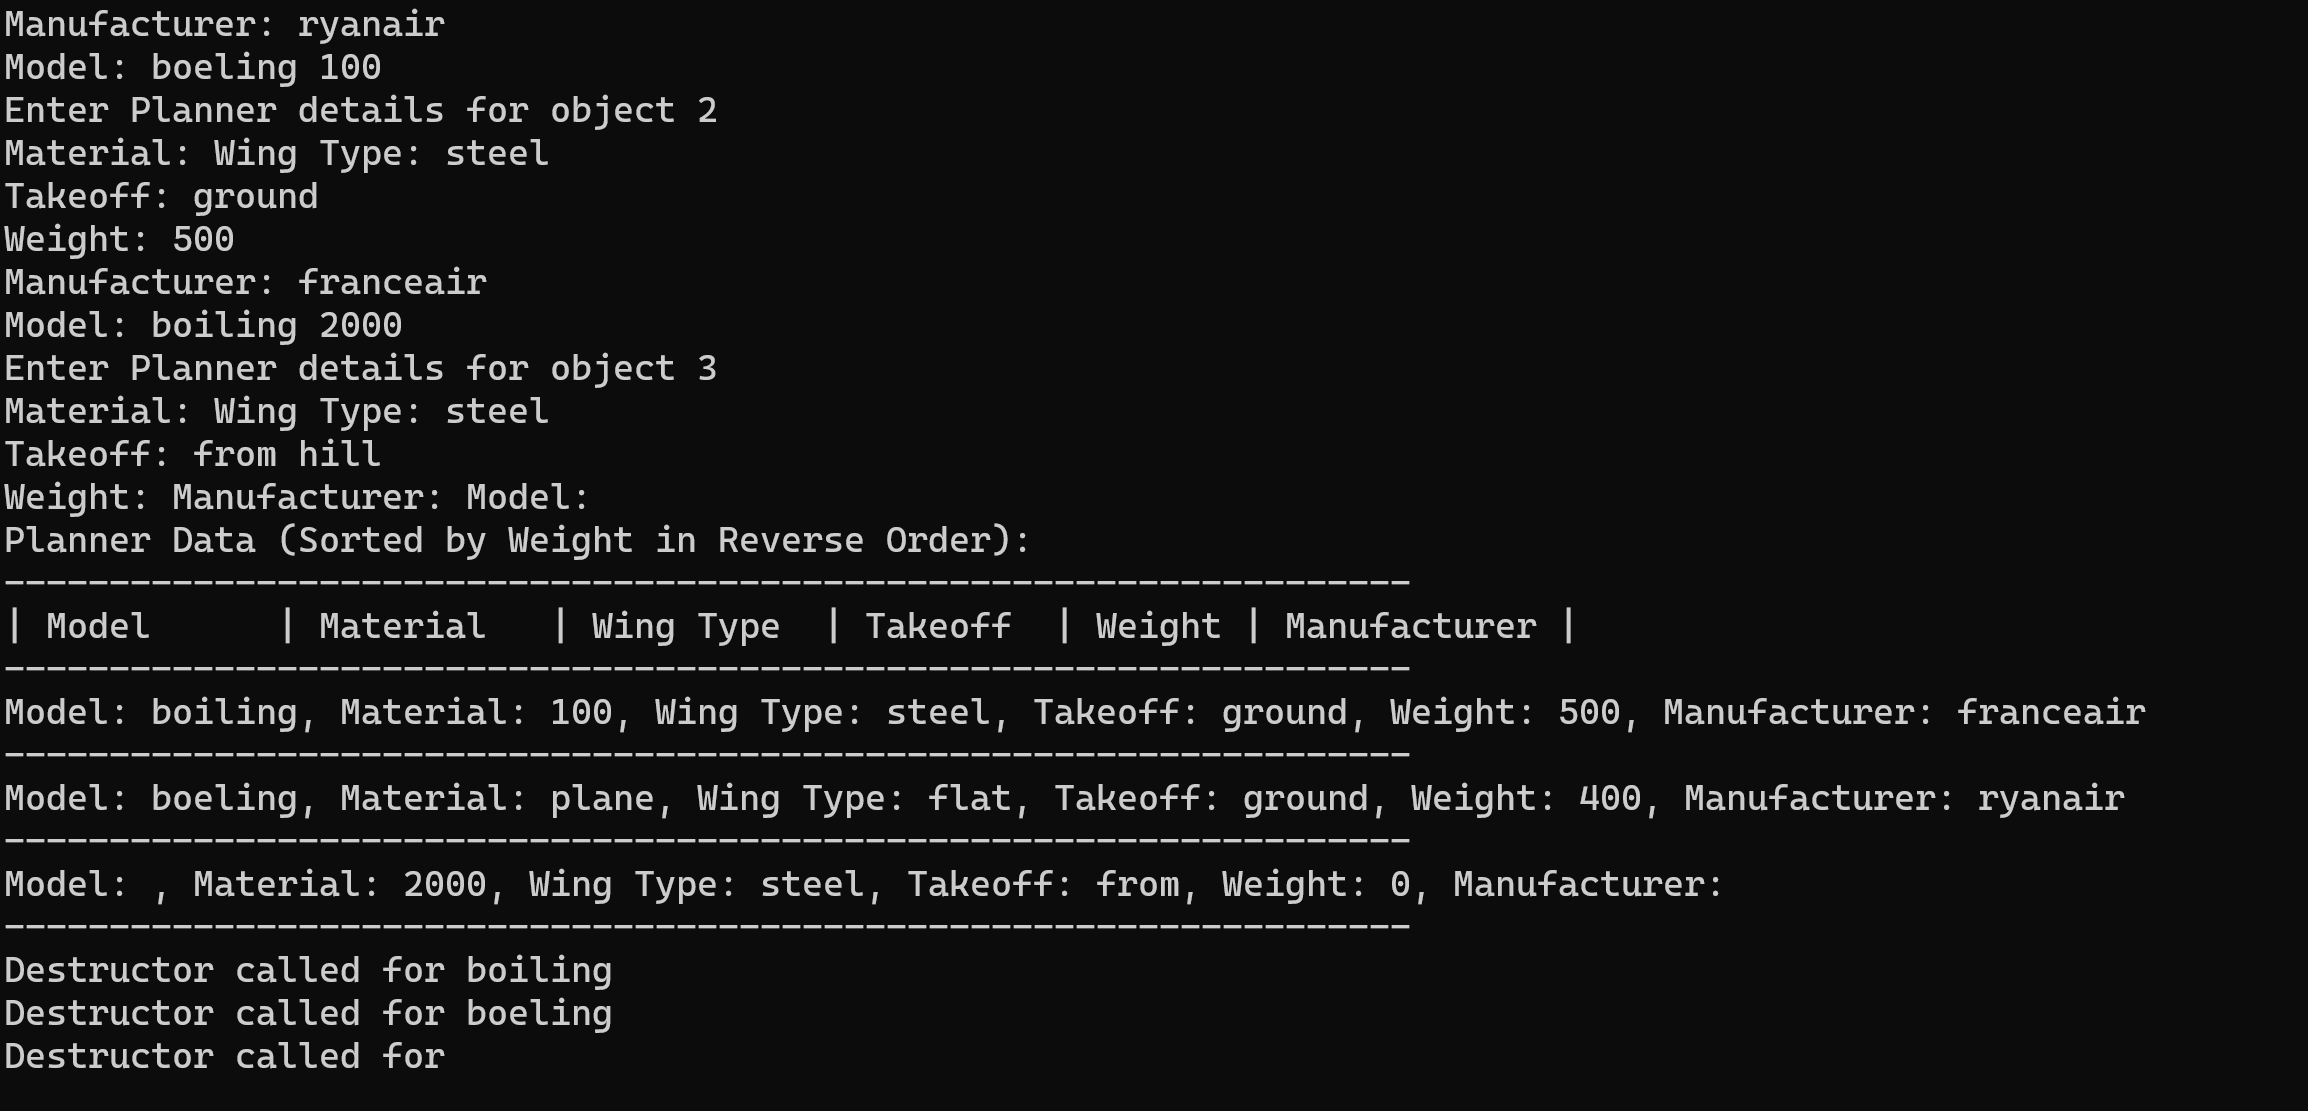 Manufacturer: ryanair
Model: boeling 100
Enter Planner details for object 2
Material: Wing Type: steel
Takeoff: ground
Weight: 500
Manufacturer: franceair
Model: boiling 2000
Enter Planner details for object 3
Material: Wing Type: steel
Takeoff: from hill
Weight: Manufacturer: Model:
Planner Data (Sorted by Weight in Reverse Order):
-------------------------------------------------------------------
| Model      | Material   | Wing Type  | Takeoff  | Weight | Manufacturer |
-------------------------------------------------------------------
Model: boiling, Material: 100, Wing Type: steel, Takeoff: ground, Weight: 500, Manufacturer: franceair
-------------------------------------------------------------------
Model: boeling, Material: plane, Wing Type: flat, Takeoff: ground, Weight: 400, Manufacturer: ryanair
-------------------------------------------------------------------
Model: , Material: 2000, Wing Type: steel, Takeoff: from, Weight: 0, Manufacturer:
-------------------------------------------------------------------
Destructor called for boiling
Destructor called for boeling
Destructor called for